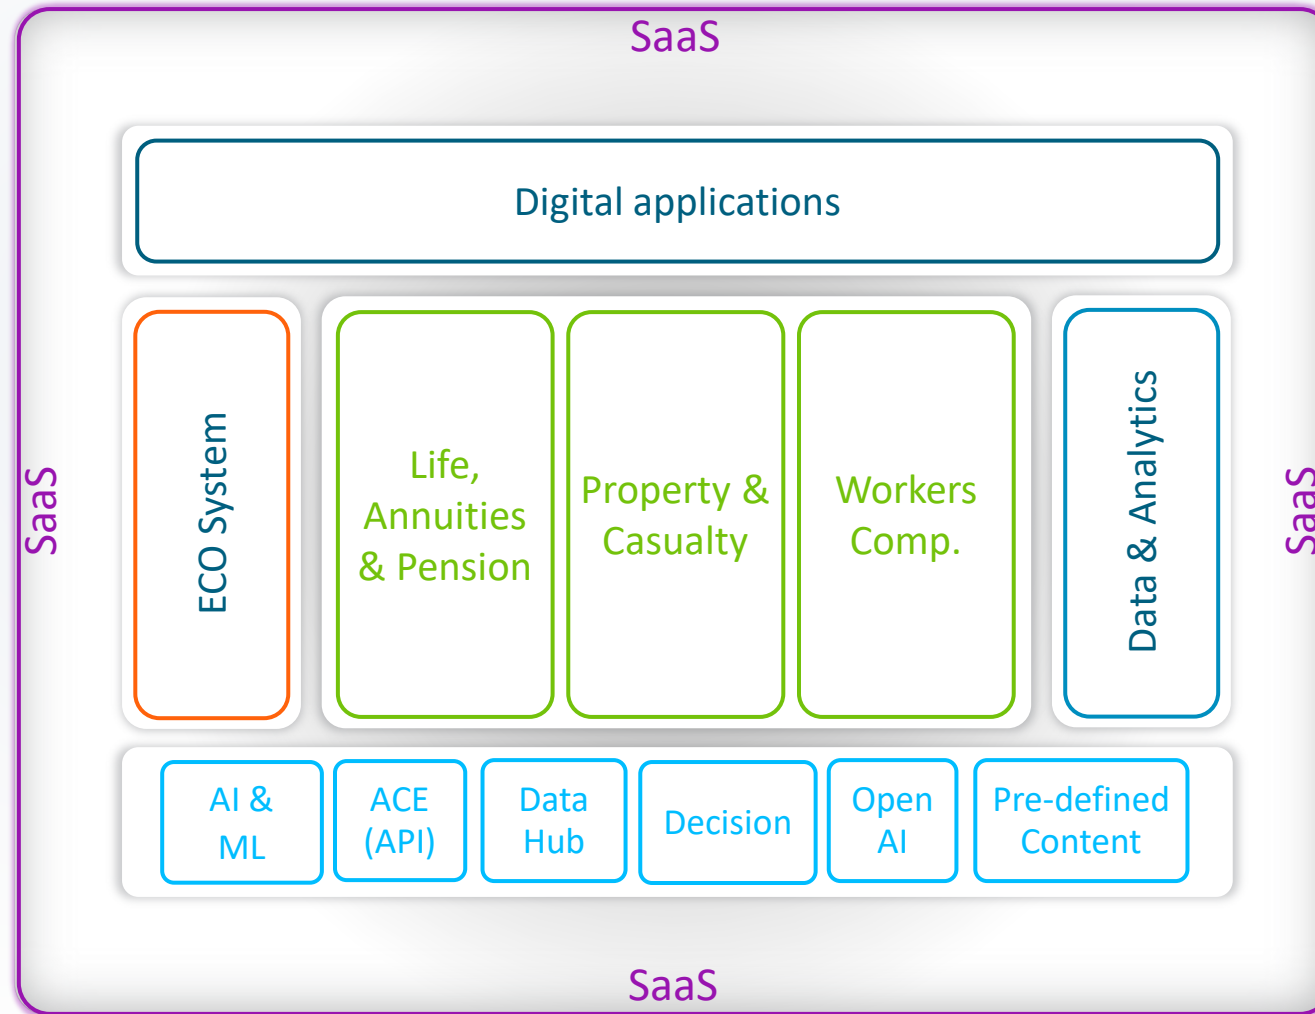 SaaS
Digital applications
SaaS
ECO System
Life,
Annuities
& Pension
Property &
Casualty
Workers
Comp.
Data & Analytics
SaaS
AI &
ML
ACE
(API)
Data
Hub
Decision
Open
AI
Pre-defined
Content
SaaS